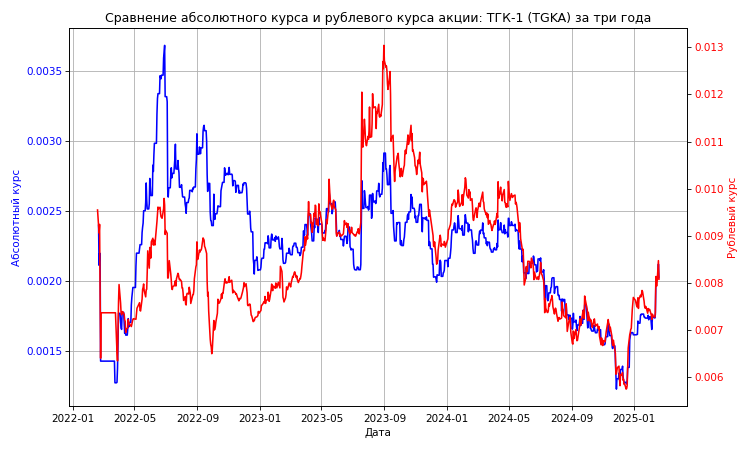 Сравнение абсолютного курса и рублевого курса акции: ТГК-1 (TGKA) за три года
Абсолютный курс
0.0035
0.0030
0.0025
0.0020
0.0015
0.013
0.012
0.011
0.010
0.009
0.008
0.007
0.006
Рублевый курс
2022-01 2022-05 2022-09 2023-01 2023-05 2023-09 2024-01 2024-05 2024-09 2025-01
Дата